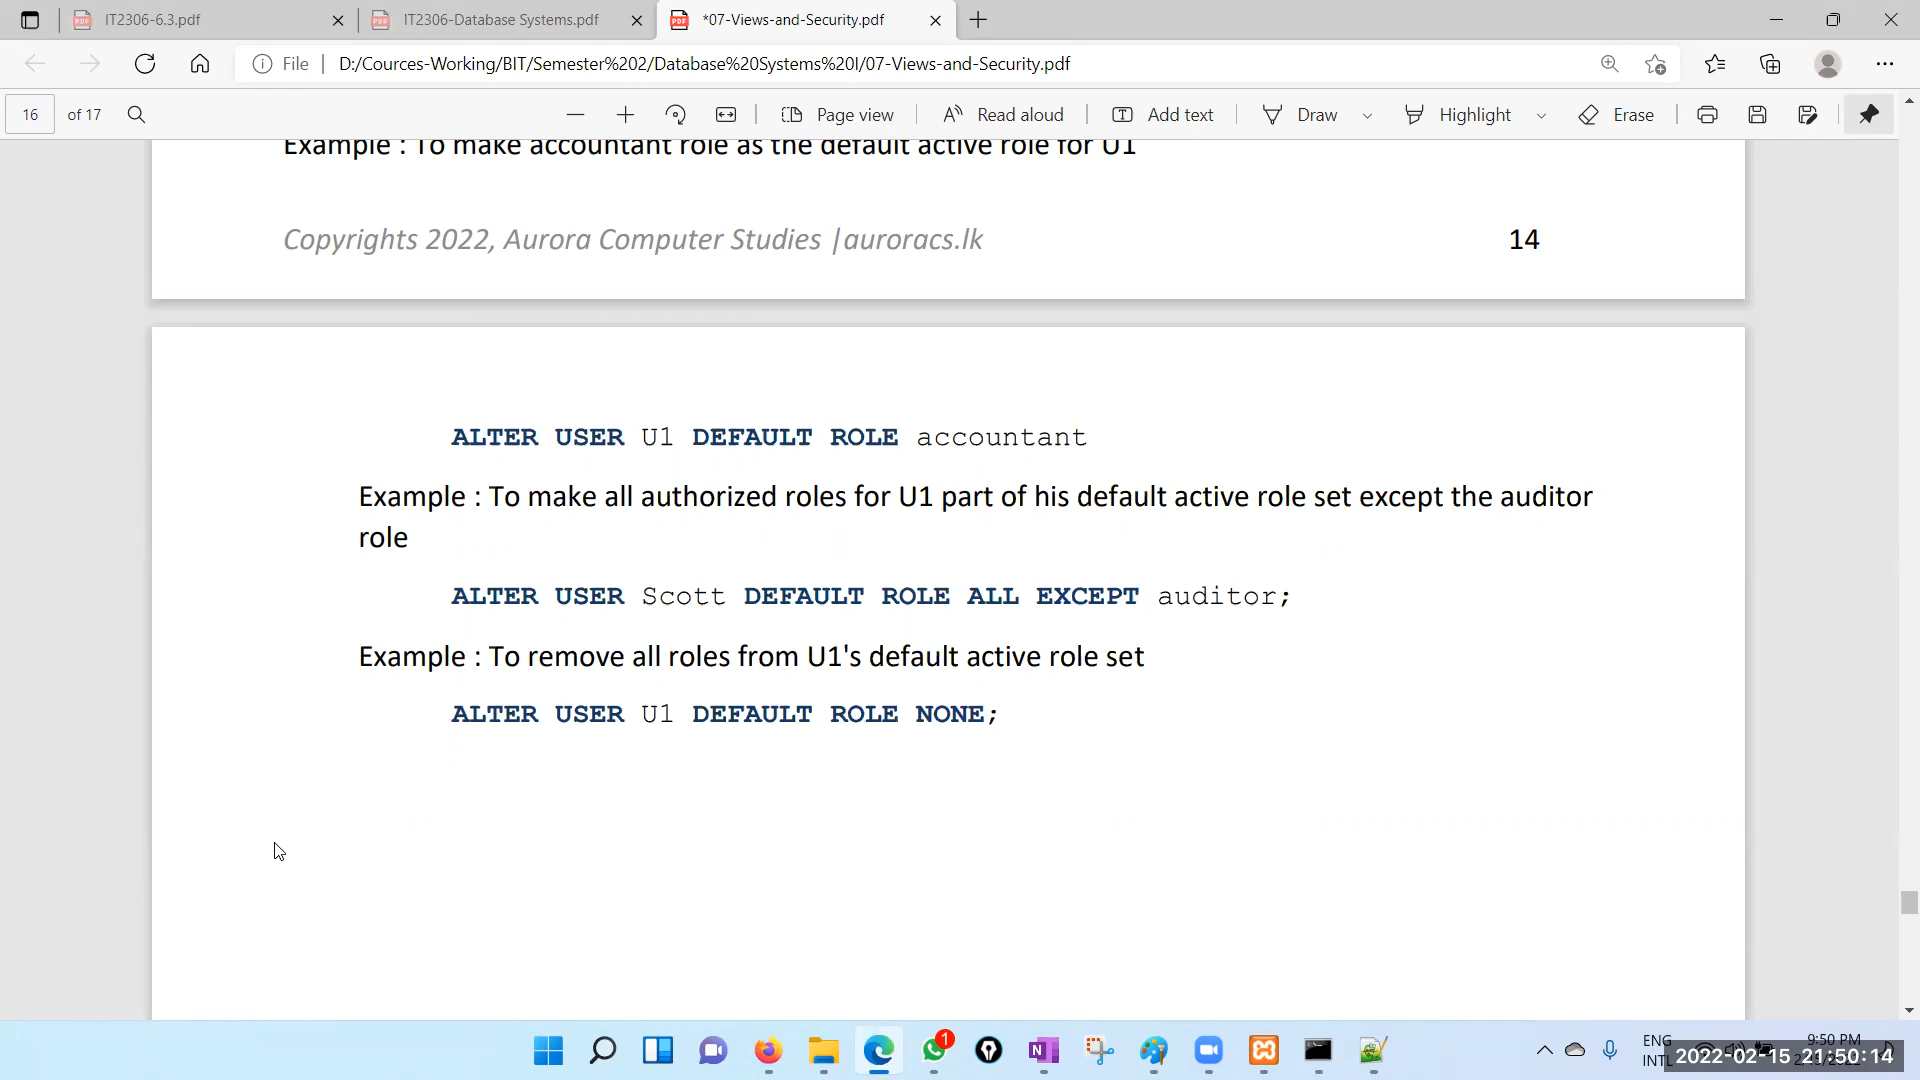 IT2306-6.3.pdf
IT2306-Database Systems.pdf
*07-Views-and-Security.pdf
File
D:/Cources-Working/BIT/Semester%202/Database%20Systems%20I/07-Views-and-Security.pdf
16 of 17
Page view
Read aloud
Add text
Draw
Highlight
Erase
Example : To make accountant role as the default active role for U1
Copyrights 2022, Aurora Computer Studies |auroracs.lk 14
ALTER USER U1 DEFAULT ROLE accountant
Example : To make all authorized roles for U1 part of his default active role set except the auditor
role
ALTER USER Scott DEFAULT ROLE ALL EXCEPT auditor;
Example : To remove all roles from U1's default active role set
ALTER USER U1 DEFAULT ROLE NONE;
1
ENG
INTL
9:50 PM
2022-02-15 21:50:14